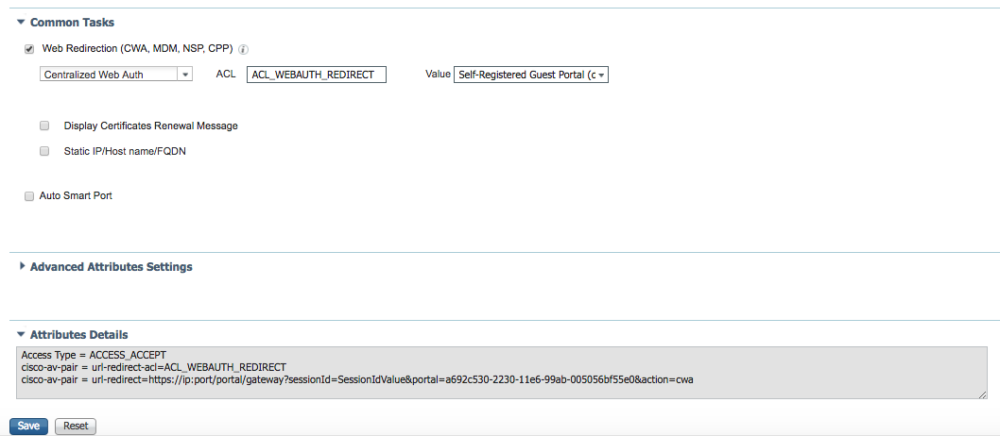 Common Tasks
Web Redirection (CWA, MDM, NSP, CPP) i
Centralized Web Auth ACL ACL_WEBAUTH_REDIRECT Value Self-Registered Guest Portal (c
Display Certificates Renewal Message
Static IP/Host name/FQDN
Auto Smart Port
Advanced Attributes Settings
Attributes Details
Access Type = ACCESS_ACCEPT
cisco-av-pair = url-redirect-acl=ACL_WEBAUTH_REDIRECT
cisco-av-pair = url-redirect=https://ip:port/portal/gateway?sessionId=SessionIdValue&portal=a692c530-2230-11e6-99ab-005056bf55e0&action=cwa
Save Reset